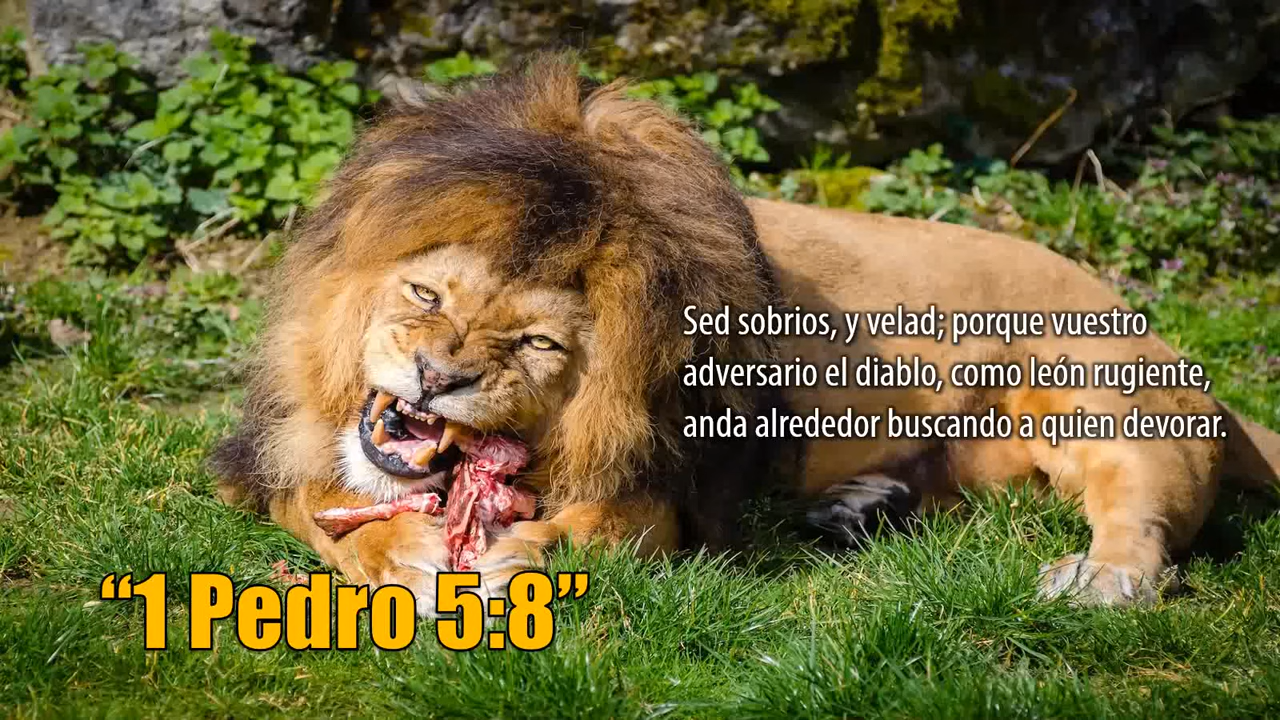 Sed sobrios, y velad; porque vuestro
adversario el diablo, como león rugiente,
anda alrededor buscando a quien devorar.
“1 Pedro 5:8”